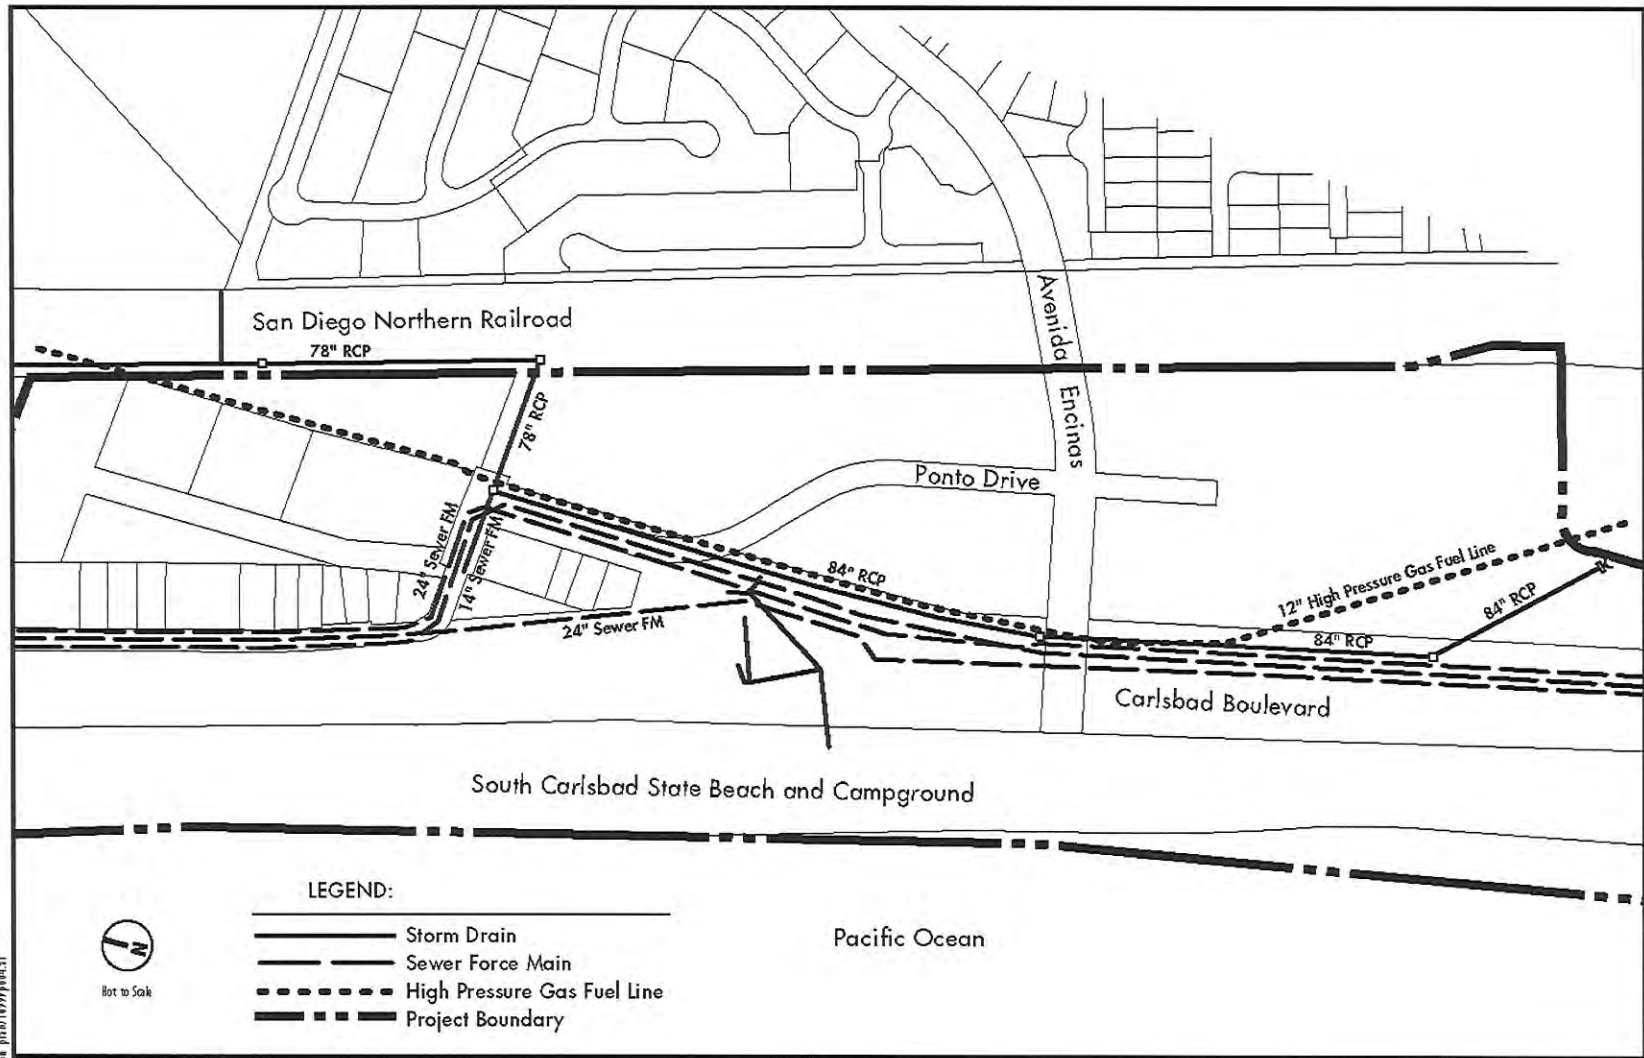 San Diego Northern Railroad
78" RCP
78" RCP
Avenida Encinas
Ponto Drive
24" Sewer FM
14" Sewer FM
84" RCP
12" High Pressure Gas Fuel Line
84" RCP
84" RCP
24" Sewer FM
Carlsbad Boulevard
South Carlsbad State Beach and Campground
LEGEND:
Storm Drain
Sewer Force Main
High Pressure Gas Fuel Line
Project Boundary
N
Not to Scale
Pacific Ocean